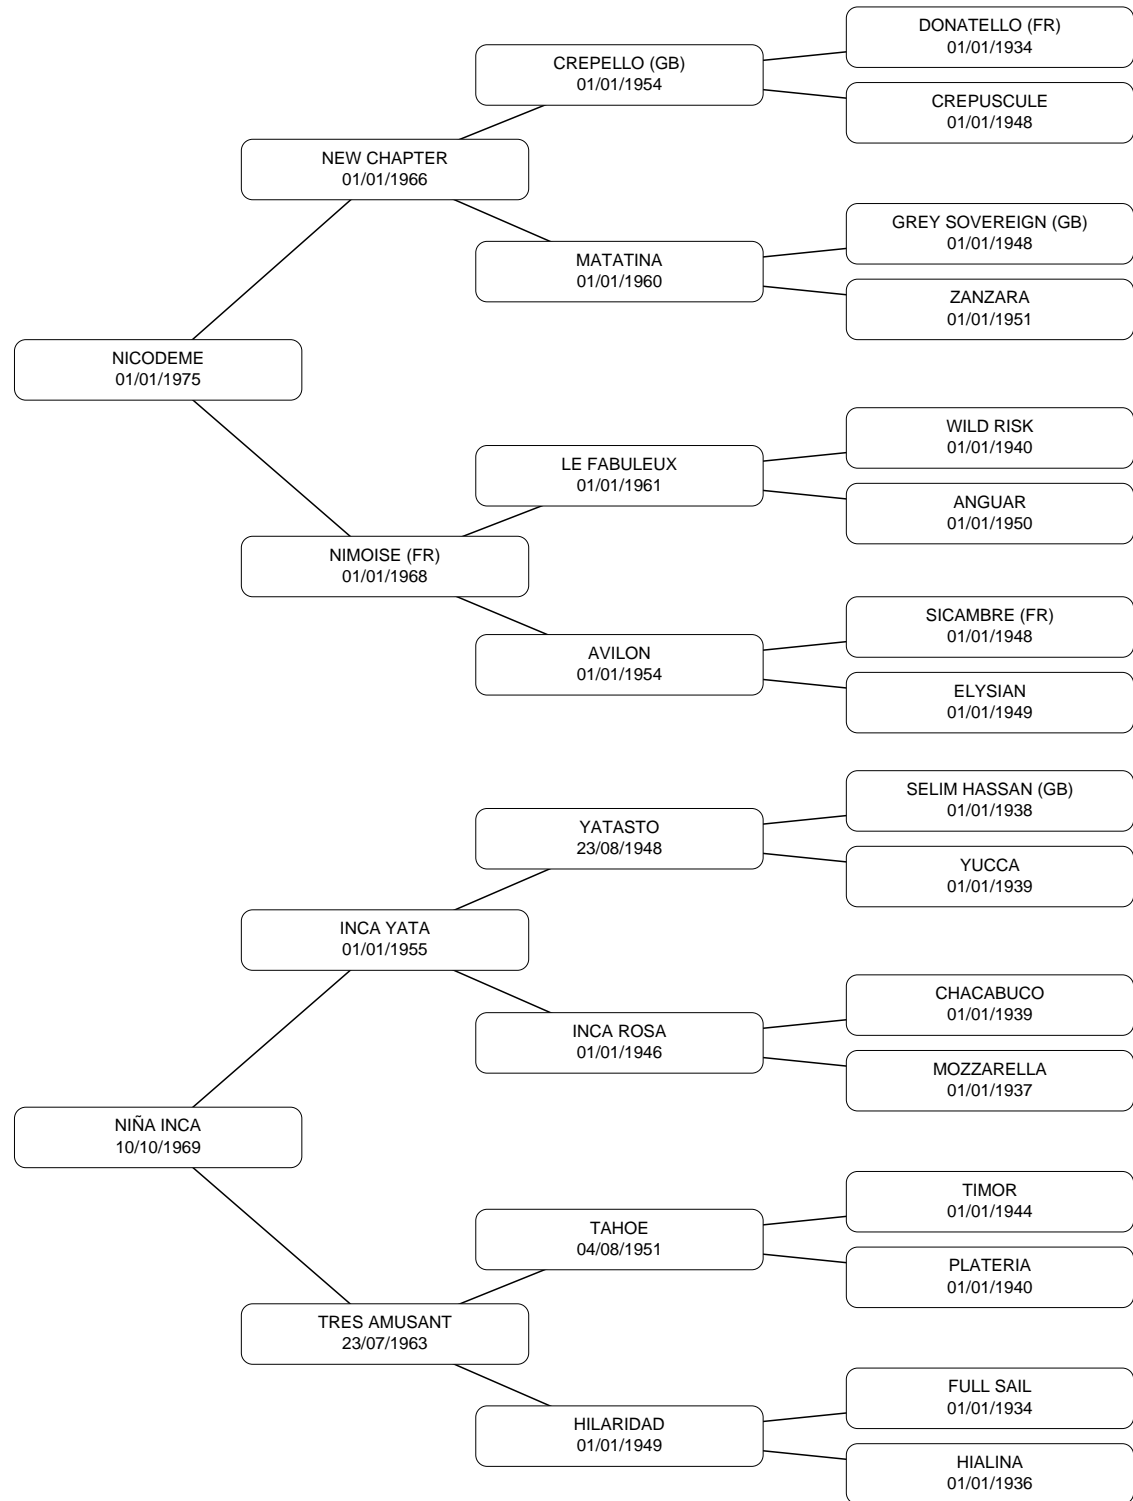 DONATELLO (FR)
01/01/1934
CREPELLO (GB)
01/01/1954
CREPUSCULE
01/01/1948
NEW CHAPTER
01/01/1966
GREY SOVEREIGN (GB)
01/01/1948
MATATINA
01/01/1960
ZANZARA
01/01/1951
NICODEME
01/01/1975
WILD RISK
01/01/1940
LE FABULEUX
01/01/1961
ANGUAR
01/01/1950
NIMOISE (FR)
01/01/1968
SICAMBRE (FR)
01/01/1948
AVILON
01/01/1954
ELYSIAN
01/01/1949
SELIM HASSAN (GB)
01/01/1938
YATASTO
23/08/1948
YUCCA
01/01/1939
INCA YATA
01/01/1955
CHACABUCO
01/01/1939
INCA ROSA
01/01/1946
MOZZARELLA
01/01/1937
NIÑA INCA
10/10/1969
TIMOR
01/01/1944
TAHOE
04/08/1951
PLATERIA
01/01/1940
TRES AMUSANT
23/07/1963
FULL SAIL
01/01/1934
HILARIDAD
01/01/1949
HIALINA
01/01/1936